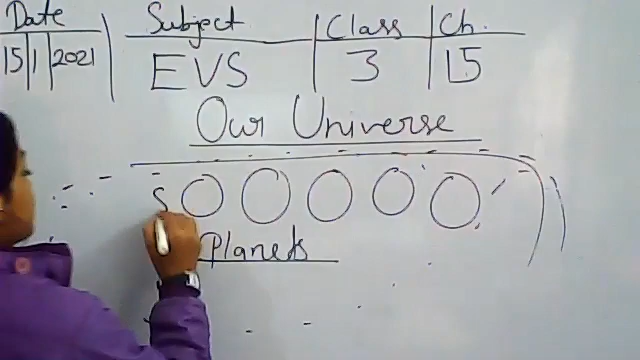 Date Subject Class Ch.
15 1 2021 EVS 3 15
Our Universe
S
Planets